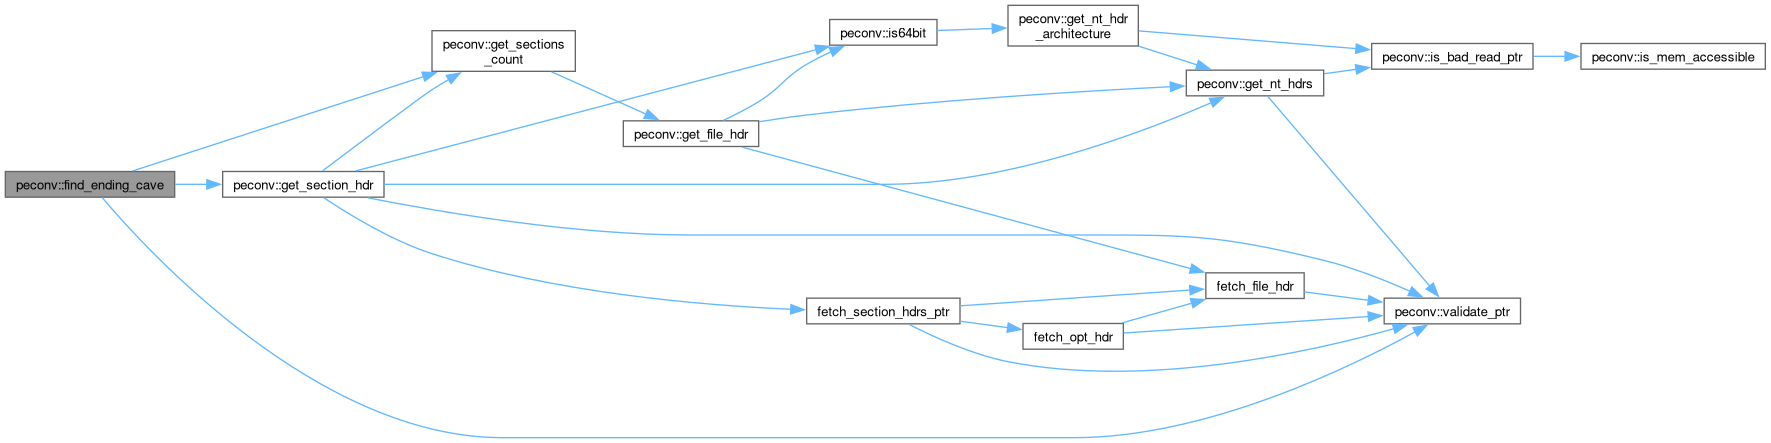 peconv::find_ending_cave
peconv::get_sections
_count
peconv::get_section_hdr
peconv::get_file_hdr
peconv::is64bit
peconv::get_nt_hdr
_architecture
peconv::get_nt_hdrs
peconv::is_bad_read_ptr
peconv::is_mem_accessible
fetch_section_hdrs_ptr
fetch_opt_hdr
fetch_file_hdr
peconv::validate_ptr